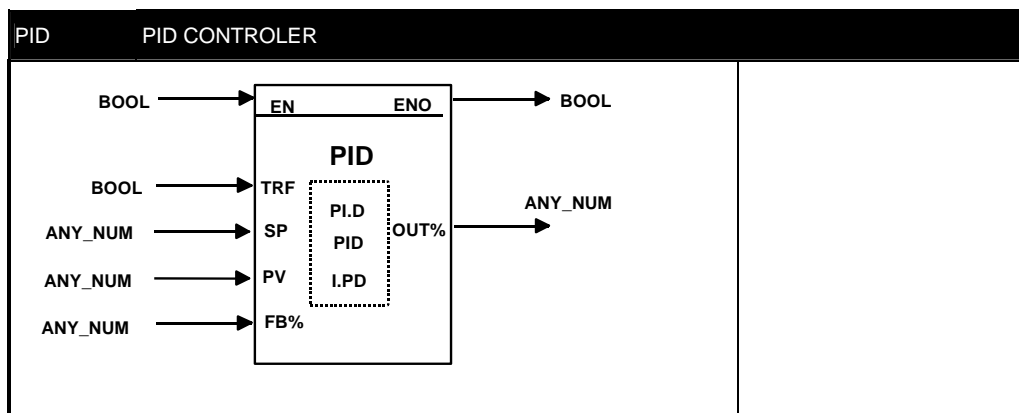 PID PID CONTROLER
BOOL EN ENO BOOL
PID
BOOL TRF PI.D ANY_NUM
ANY_NUM SP PID OUT%
ANY_NUM PV I.PD
ANY_NUM FB%